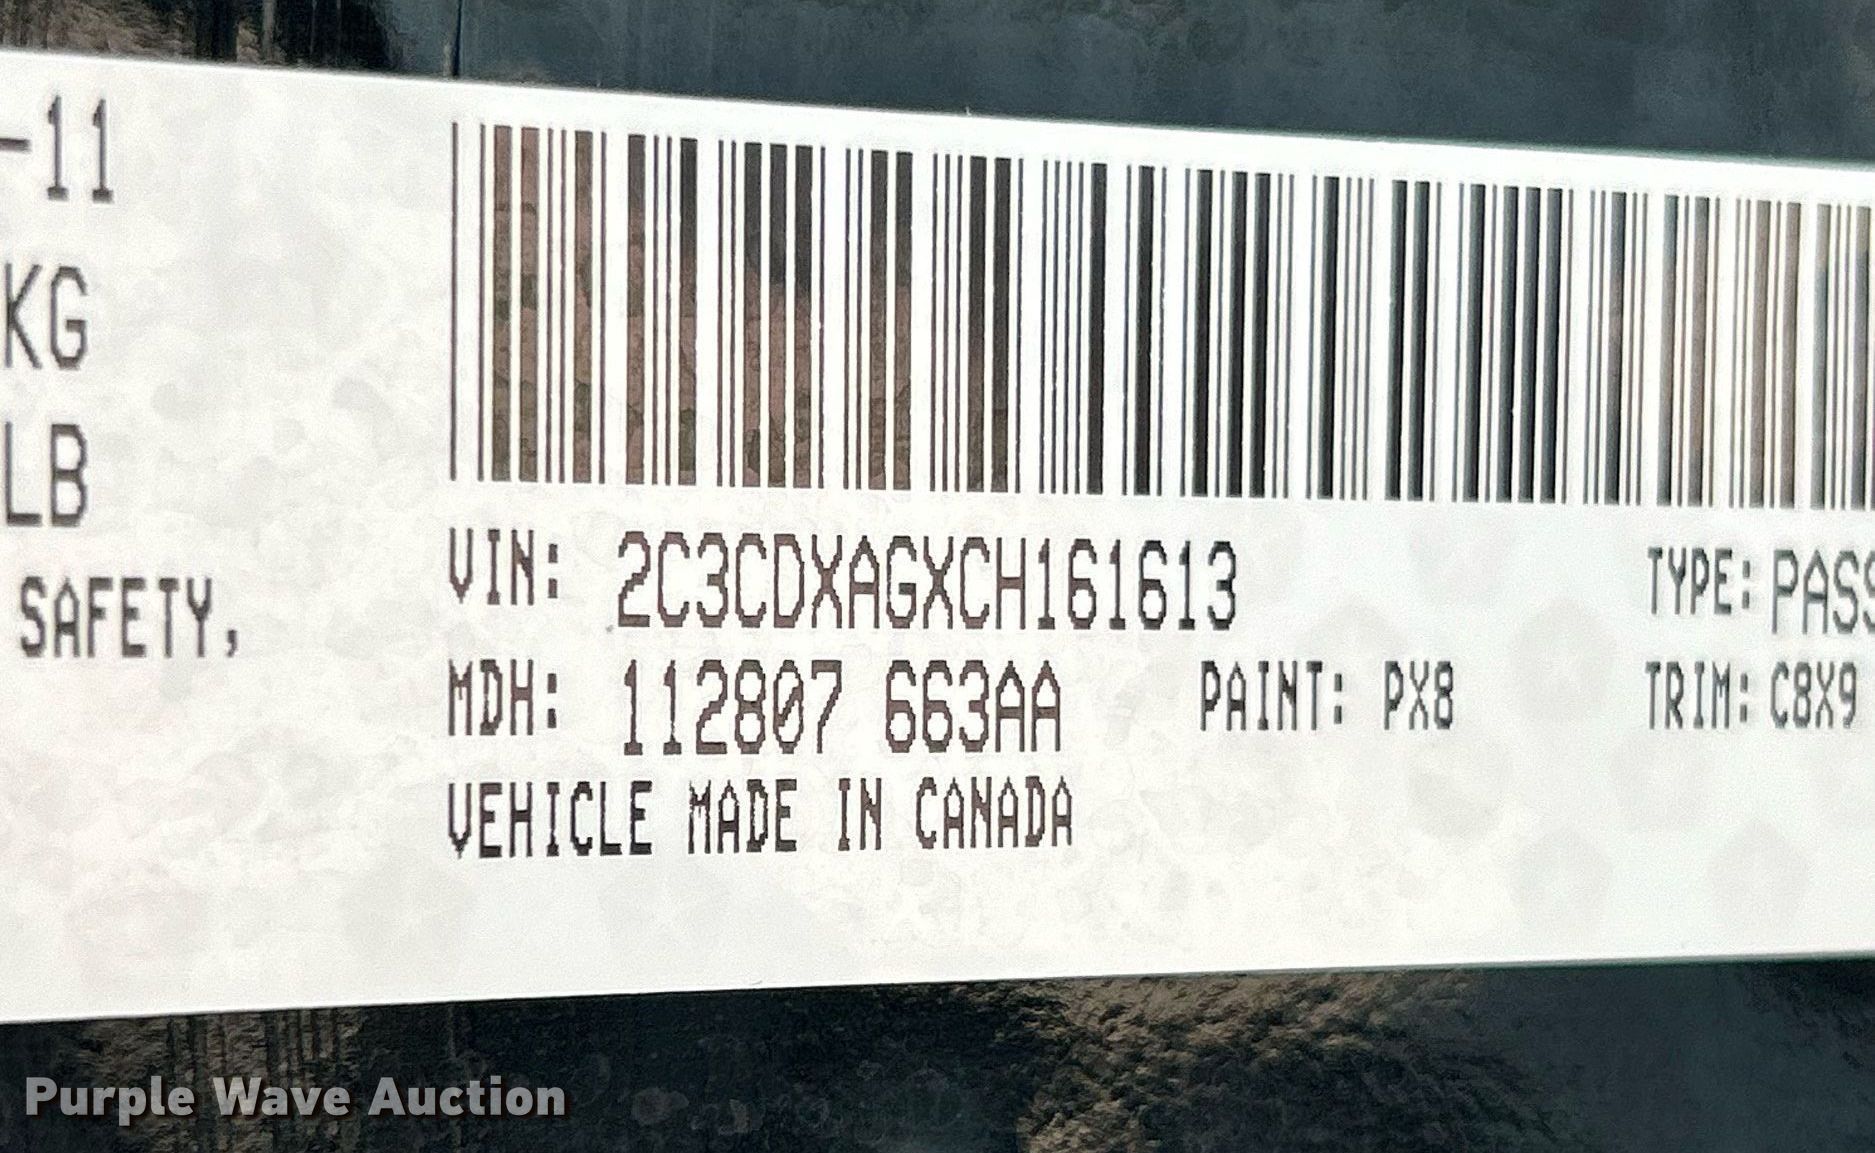 -11
KG
LB
SAFETY,
VIN: 2C3CDXAGXCH161613
TYPE: PASS
MDH: 112807 663AA
PAINT: PX8
TRIM: C8X9
VEHICLE MADE IN CANADA
Purple Wave Auction